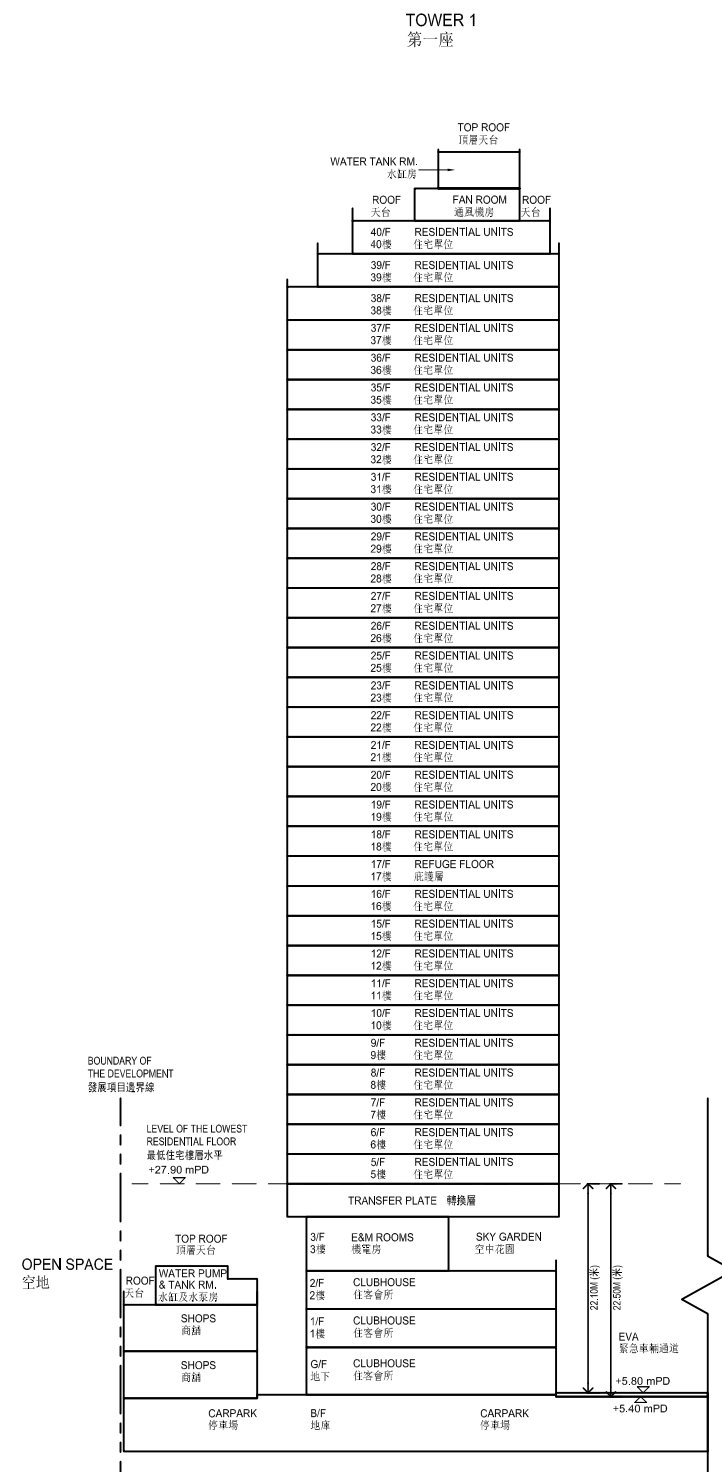 TOWER 1
第一座
TOP ROOF
頂層天台
WATER TANK RM.
水缸房
ROOF
天台
FAN ROOM
通風機房
ROOF
天台
40/F RESIDENTIAL UNITS
40樓 住宅單位
39/F RESIDENTIAL UNITS
39樓 住宅單位
38/F RESIDENTIAL UNITS
38樓 住宅單位
37/F RESIDENTIAL UNITS
37樓 住宅單位
36/F RESIDENTIAL UNITS
36樓 住宅單位
35/F RESIDENTIAL UNITS
35樓 住宅單位
33/F RESIDENTIAL UNITS
33樓 住宅單位
32/F RESIDENTIAL UNITS
32樓 住宅單位
31/F RESIDENTIAL UNITS
31樓 住宅單位
30/F RESIDENTIAL UNITS
30樓 住宅單位
29/F RESIDENTIAL UNITS
29樓 住宅單位
28/F RESIDENTIAL UNITS
28樓 住宅單位
27/F RESIDENTIAL UNITS
27樓 住宅單位
26/F RESIDENTIAL UNITS
26樓 住宅單位
25/F RESIDENTIAL UNITS
25樓 住宅單位
23/F RESIDENTIAL UNITS
23樓 住宅單位
22/F RESIDENTIAL UNITS
22樓 住宅單位
21/F RESIDENTIAL UNITS
21樓 住宅單位
20/F RESIDENTIAL UNITS
20樓 住宅單位
19/F RESIDENTIAL UNITS
19樓 住宅單位
18/F RESIDENTIAL UNITS
18樓 住宅單位
17/F REFUGE FLOOR
17樓 庇護層
16/F RESIDENTIAL UNITS
16樓 住宅單位
15/F RESIDENTIAL UNITS
15樓 住宅單位
12/F RESIDENTIAL UNITS
12樓 住宅單位
11/F RESIDENTIAL UNITS
11樓 住宅單位
10/F RESIDENTIAL UNITS
10樓 住宅單位
9/F RESIDENTIAL UNITS
9樓 住宅單位
8/F RESIDENTIAL UNITS
8樓 住宅單位
7/F RESIDENTIAL UNITS
7樓 住宅單位
6/F RESIDENTIAL UNITS
6樓 住宅單位
5/F RESIDENTIAL UNITS
5樓 住宅單位
BOUNDARY OF
THE DEVELOPMENT
發展項目邊界線
LEVEL OF THE LOWEST
RESIDENTIAL FLOOR
最低住宅樓層水平
+27.90 mPD
TRANSFER PLATE 轉換層
3/F E&M ROOMS
3樓 機電房
SKY GARDEN
空中花園
TOP ROOF
頂層天台
OPEN SPACE
空地
ROOF
天台
WATER PUMP
& TANK RM.
水缸及水泵房
2/F CLUBHOUSE
2樓 住客會所
SHOPS
商舖
1/F CLUBHOUSE
1樓 住客會所
SHOPS
商舖
G/F CLUBHOUSE
地下 住客會所
22.10M (米)
22.50M (米)
EVA
緊急車輛通道
+5.80 mPD
+5.40 mPD
CARPARK
停車場
B/F
地庫
CARPARK
停車場